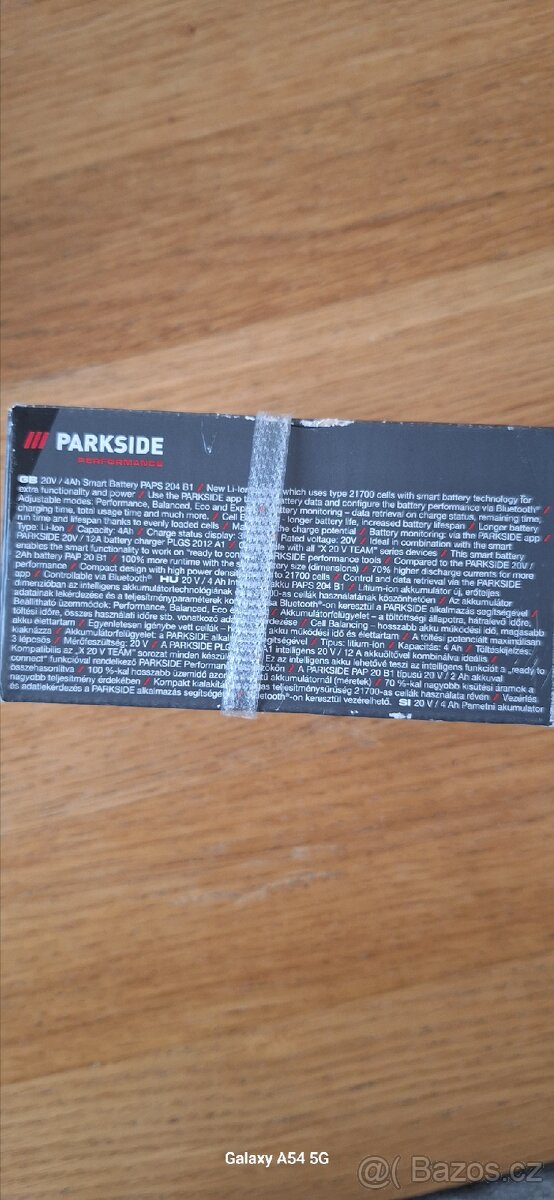 PARKSIDE
PERFORMANCE
GB 20V / 4Ah Smart Battery PAPS 204 B1 / New Li-Ion which uses type 21700 cells with smart battery technology for
extra functionality and power / Use the PARKSIDE app battery data and configure the battery performance via Bluetooth® /
Adjustable modes: Performance, Balanced, Eco and Expert battery monitoring – data retrieval on charge status, remaining time,
charging time, total usage time and much more. / Cell longer battery life, increased battery lifespan / Longer battery
run time and lifespan thanks to evenly loaded cells / the charge potential / Battery monitoring: via the PARKSIDE app /
Type: Li-Ion / Capacity: 4Ah / Charge status display: Rated voltage: 20V / Ideal in combination with the smart
PARKSIDE 20V / 12A battery charger PLGS 2012 A1 / with all "X 20 V TEAM" series devices / This smart battery
enables the smart functionality to work on "ready to PARKSIDE performance tools / Compared to the PARKSIDE 20V /
2Ah battery PAP 20 B1 / 100% more runtime with the battery size (dimensions) / 70% higher discharge currents for more
performance / Compact design with high power to 21700 cells / Control and data retrieval via the PARKSIDE
app / Controllable via Bluetooth® HU 20 V / 4 Ah akku PAPS 204 B1 / Lítium-ion akkumulátor új, erőteljes
dimenzióban az intelligens akkumulátortechnológiának 21700-as cellák használatának köszönhetően / Az akkumulátor
adatainak lekérdezése és a teljesítményparaméterek a Bluetooth®-on keresztül a PARKSIDE alkalmazás segítségével /
Beállítható üzemmódok: Performance, Balanced, Eco Akkumulátorfelügyelet – a töltöttségi állapotra, hátralevő időre,
töltési időre, összes használati időre stb. vonatkozó / Cell Balancing – hosszabb akku működési idő, magasabb
akku élettartam / Egyenletesen igénybe vett cellák – akku működési idő és élettartam / A töltési potenciált maximálisan
kiaknázza / Akkumulátorfelügyelet: a PARKSIDE segítségével / Típus: lítium-ion / Kapacitás: 4 Ah / Töltéskijelzés:
3 lépcsős / Mérőfeszültség: 20 V / A PARKSIDE A1 intelligens 20 V / 12 A akkutöltővel kombinálva ideális /
Kompatibilis az „X 20 V TEAM" sorozat minden Ez az intelligens akku lehetővé teszi az intelligens funkciót a „ready to
connect" funkcióval rendelkező PARKSIDE / A PARKSIDE PAP 20 B1 típusú 20 V / 2 Ah akkuval
összehasonlítva / 100 %-kal hosszabb üzemidő akkumulátornál (méretek) / 70 %-kal nagyobb kisütési áramok a
nagyobb teljesítmény érdekében / Kompakt teljesítménysűrűség 21700-as cellák használata révén / Vezérlés
és adatlekérdezés a PARKSIDE alkalmazás Bluetooth®-on keresztül vezérelhető. SI 20 V / 4 Ah Pametni akumulator
Galaxy A54 5G
@ Bazos.cz